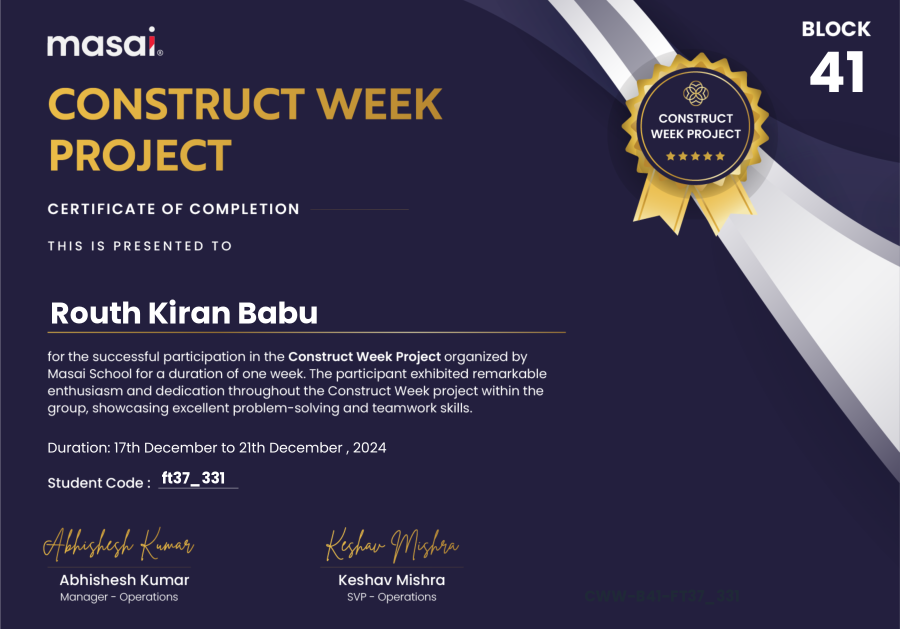 masai.®
BLOCK
41
CONSTRUCT WEEK
PROJECT
CONSTRUCT
WEEK PROJECT
CERTIFICATE OF COMPLETION
THIS IS PRESENTED TO
Routh Kiran Babu
for the successful participation in the Construct Week Project organized by
Masai School for a duration of one week. The participant exhibited remarkable
enthusiasm and dedication throughout the Construct Week project within the
group, showcasing excellent problem-solving and teamwork skills.
Duration: 17th December to 21th December , 2024
Student Code : ft37_331
Abhishesh Kumar
Keshav Mishra
Abhishesh Kumar
Keshav Mishra
Manager - Operations
SVP - Operations